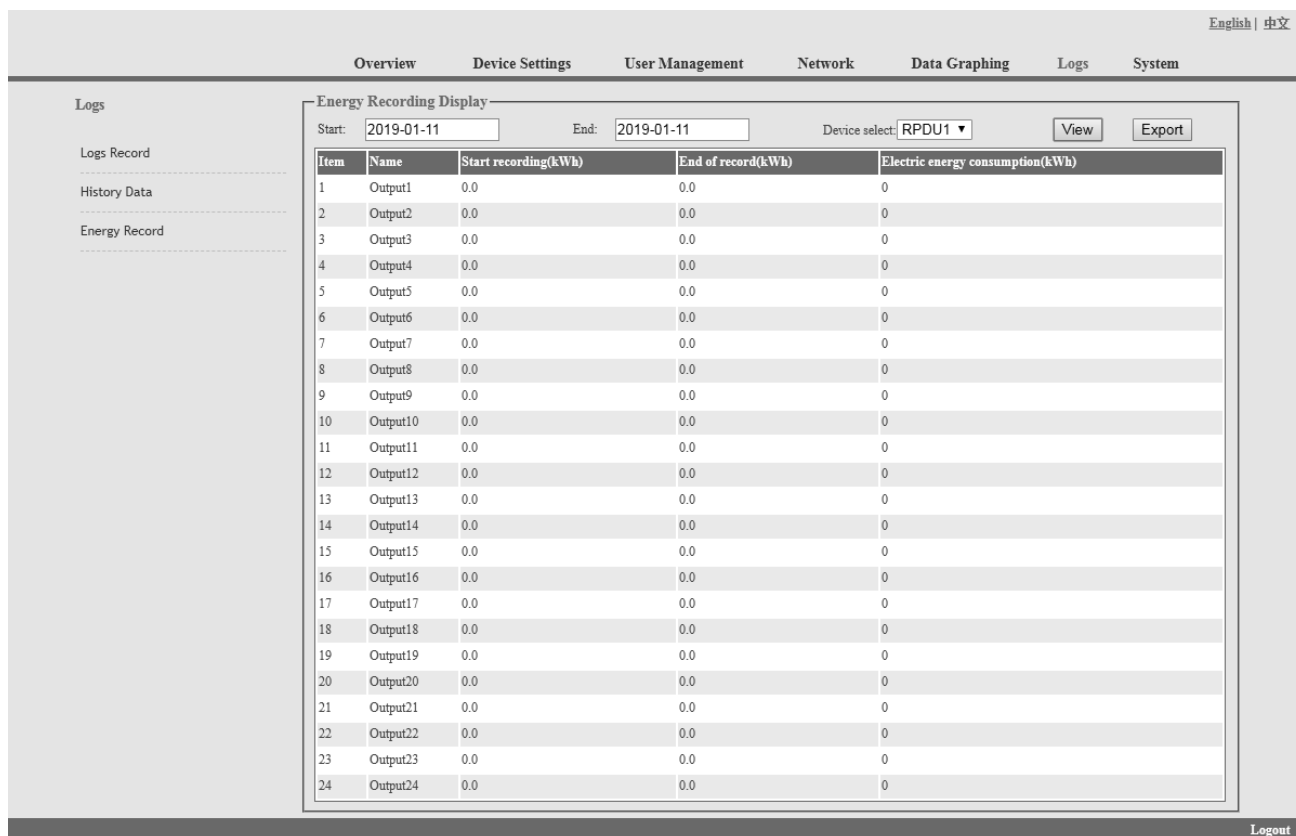 English | 中文
Overview Device Settings User Management Network Data Graphing Logs System
Logs
Logs Record
History Data
Energy Record
Energy Recording Display
Start: 2019-01-11 End: 2019-01-11 Device select: RPDU1 ▼ View Export
Item Name Start recording(kWh) End of record(kWh) Electric energy consumption(kWh)
1 Output1 0.0 0.0 0
2 Output2 0.0 0.0 0
3 Output3 0.0 0.0 0
4 Output4 0.0 0.0 0
5 Output5 0.0 0.0 0
6 Output6 0.0 0.0 0
7 Output7 0.0 0.0 0
8 Output8 0.0 0.0 0
9 Output9 0.0 0.0 0
10 Output10 0.0 0.0 0
11 Output11 0.0 0.0 0
12 Output12 0.0 0.0 0
13 Output13 0.0 0.0 0
14 Output14 0.0 0.0 0
15 Output15 0.0 0.0 0
16 Output16 0.0 0.0 0
17 Output17 0.0 0.0 0
18 Output18 0.0 0.0 0
19 Output19 0.0 0.0 0
20 Output20 0.0 0.0 0
21 Output21 0.0 0.0 0
22 Output22 0.0 0.0 0
23 Output23 0.0 0.0 0
24 Output24 0.0 0.0 0
Logout